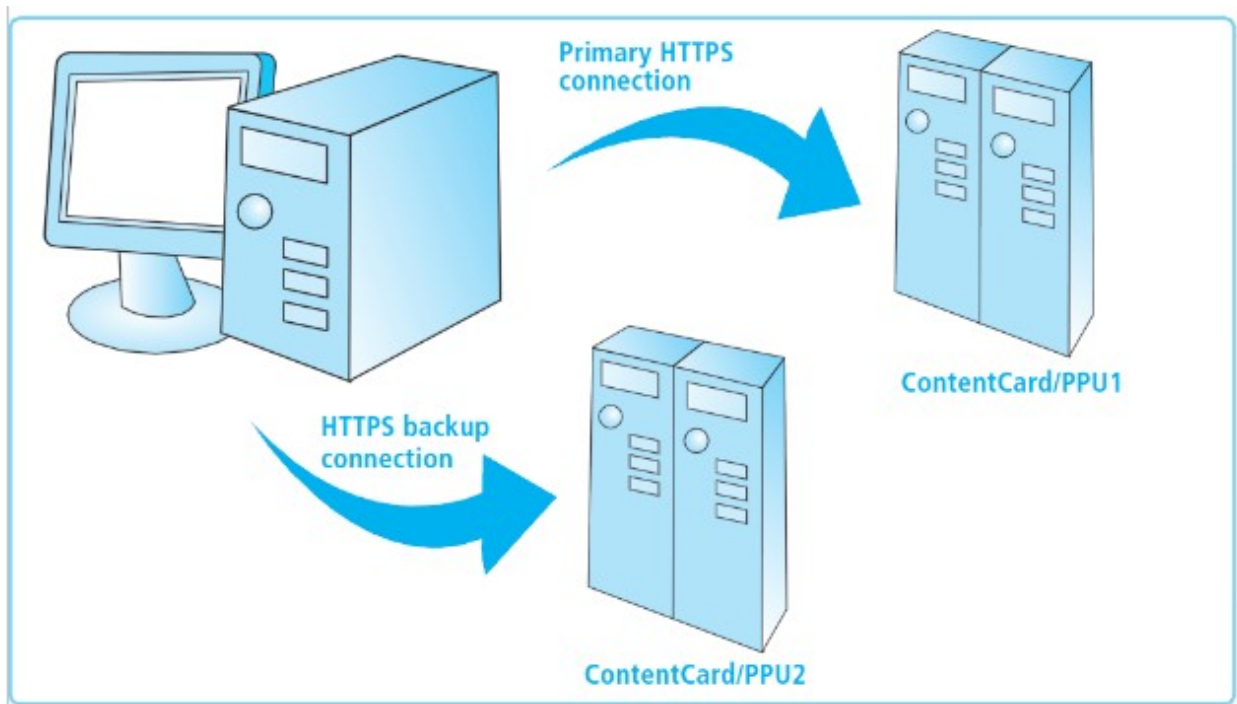 Primary HTTPS
connection
ContentCard/PPU1
HTTPS backup
connection
ContentCard/PPU2